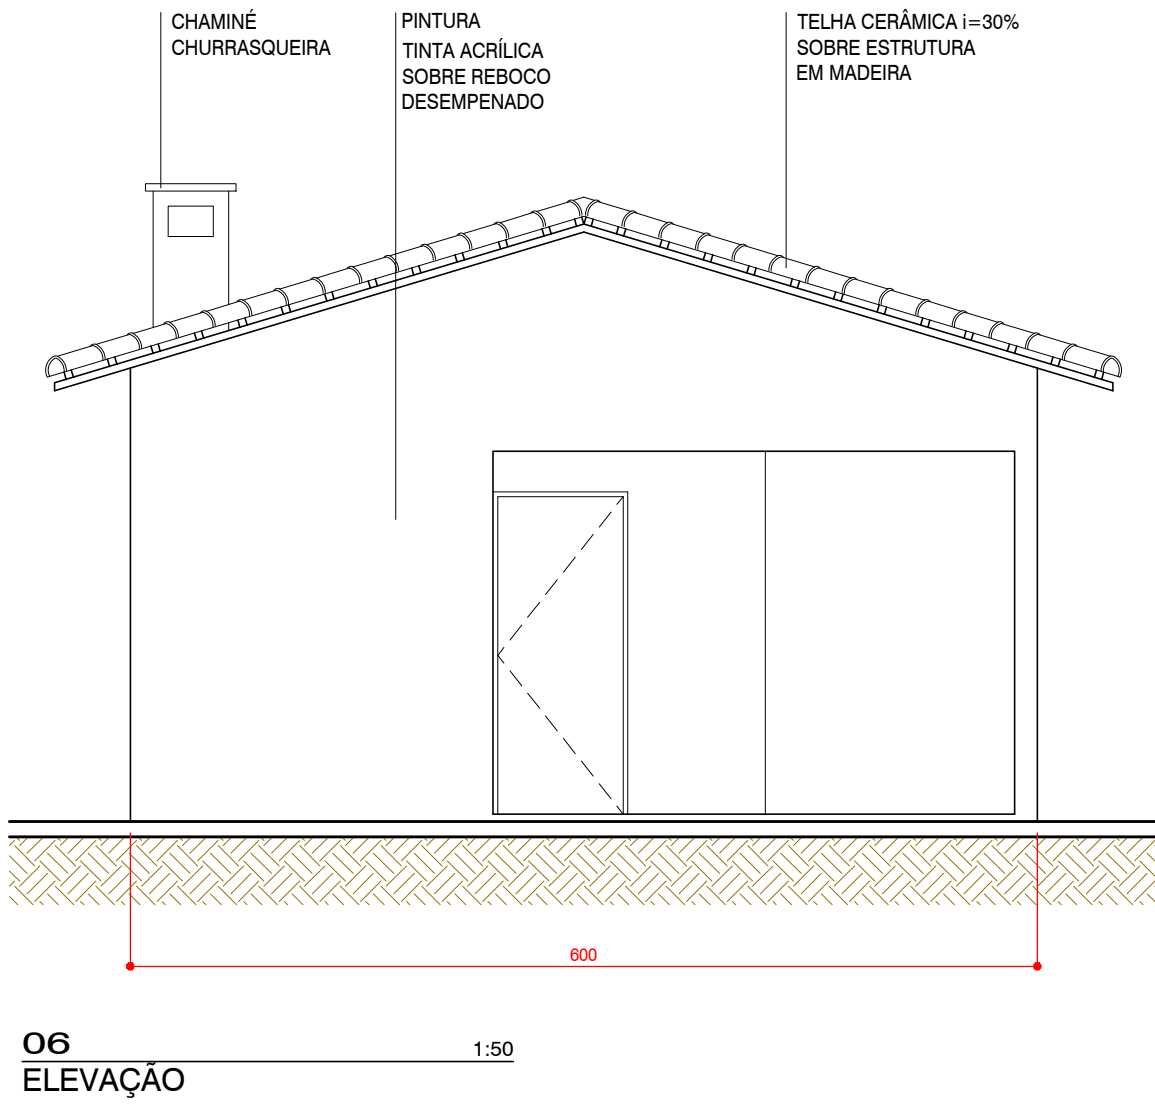 CHAMINÉ
CHURRASQUEIRA
PINTURA
TINTA ACRÍLICA
SOBRE REBOCO
DESEMPENADO
TELHA CERÂMICA i=30%
SOBRE ESTRUTURA
EM MADEIRA
600
06
1:50
ELEVAÇÃO